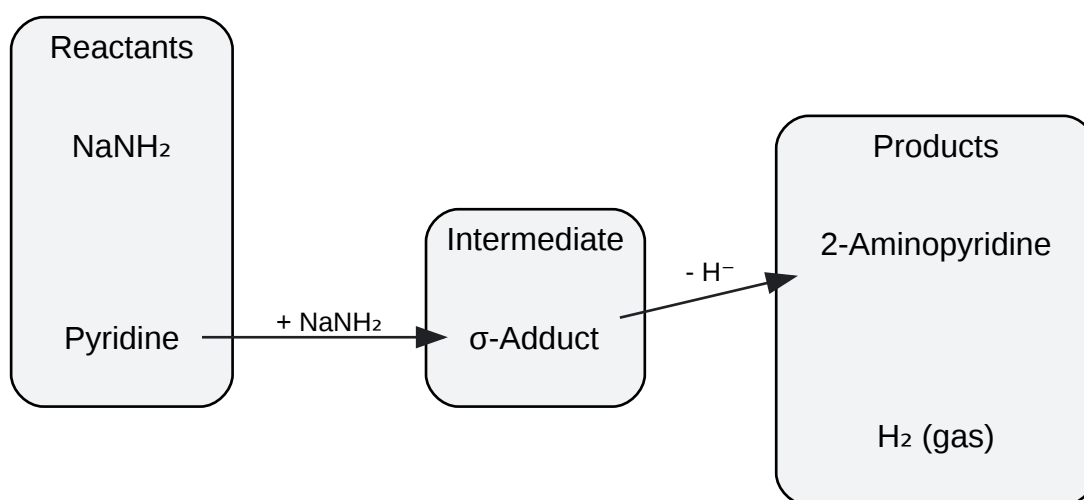 Reactants
NaNH₂
Pyridine
+ NaNH₂
Intermediate
σ-Adduct
- H⁻
Products
2-Aminopyridine
H₂ (gas)